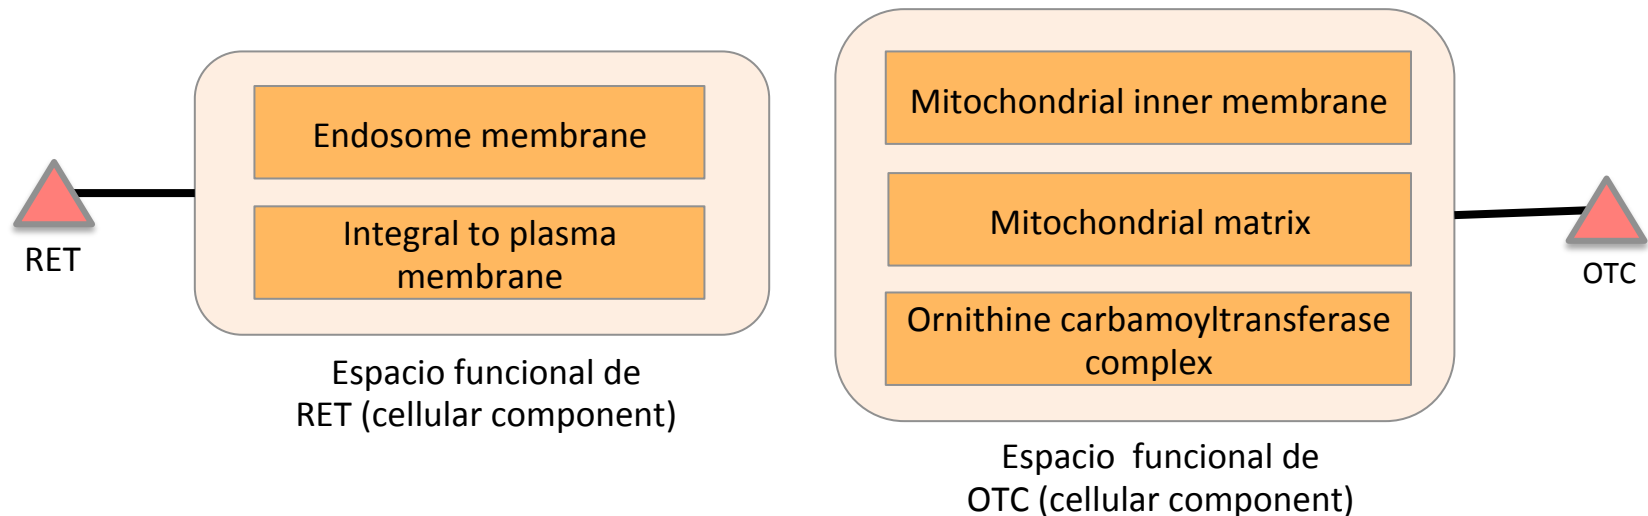 RET
Endosome membrane
Integral to plasma
membrane
Espacio funcional de
RET (cellular component)
Mitochondrial inner membrane
Mitochondrial matrix
Ornithine carbamoyltransferase
complex
Espacio funcional de
OTC (cellular component)
OTC